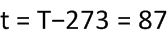 t = T−273 = 87